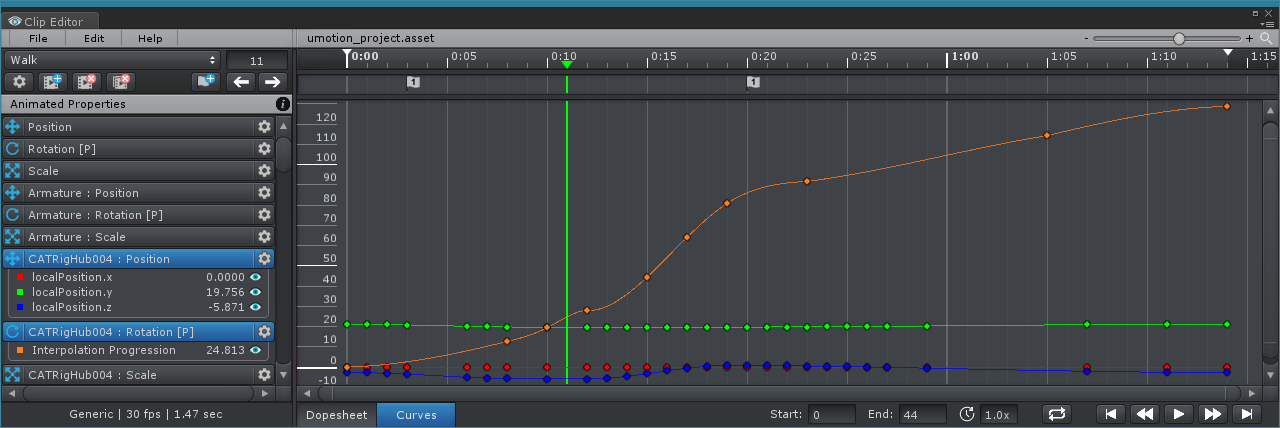 Clip Editor
File Edit Help umotion_project.asset - +
Walk 11
0:00 0:05 0:10 0:15 0:20 0:25 1:00 1:05 1:10 1:15
1 1
Animated Properties i
Position
Rotation [P]
Scale
Armature : Position
Armature : Rotation [P]
Armature : Scale
CATRigHub004 : Position
localPosition.x 0.0000
localPosition.y 19.756
localPosition.z -5.871
CATRigHub004 : Rotation [P]
Interpolation Progression 24.813
CATRigHub004 : Scale
120
110
100
90
80
70
60
50
40
30
20
10
0
-10
Generic | 30 fps | 1.47 sec
Dopesheet Curves Start: 0 End: 44 1.0x